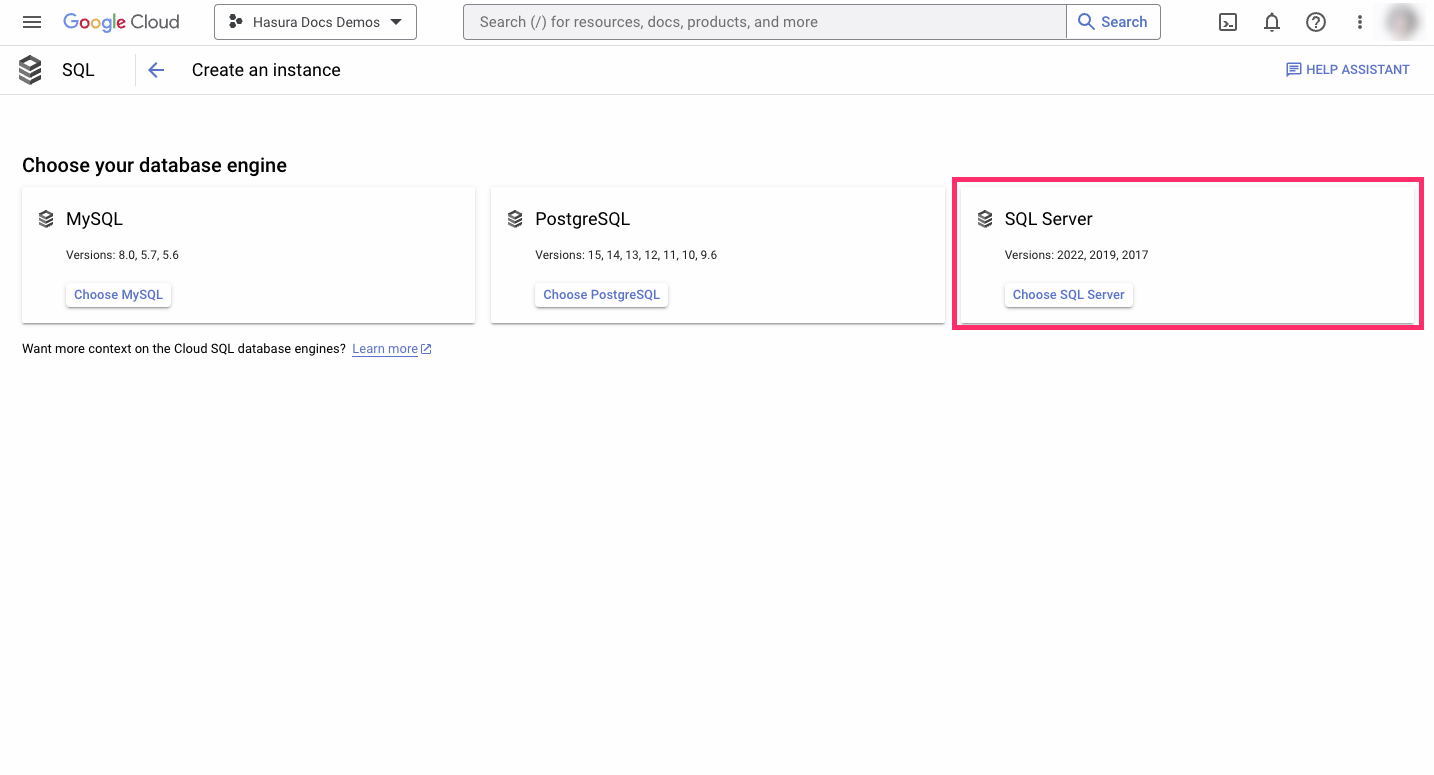 Google Cloud
Hasura Docs Demos
Search (/) for resources, docs, products, and more
Search
SQL
Create an instance
HELP ASSISTANT
Choose your database engine
MySQL
Versions: 8.0, 5.7, 5.6
Choose MySQL
PostgreSQL
Versions: 15, 14, 13, 12, 11, 10, 9.6
Choose PostgreSQL
SQL Server
Versions: 2022, 2019, 2017
Choose SQL Server
Want more context on the Cloud SQL database engines? Learn more